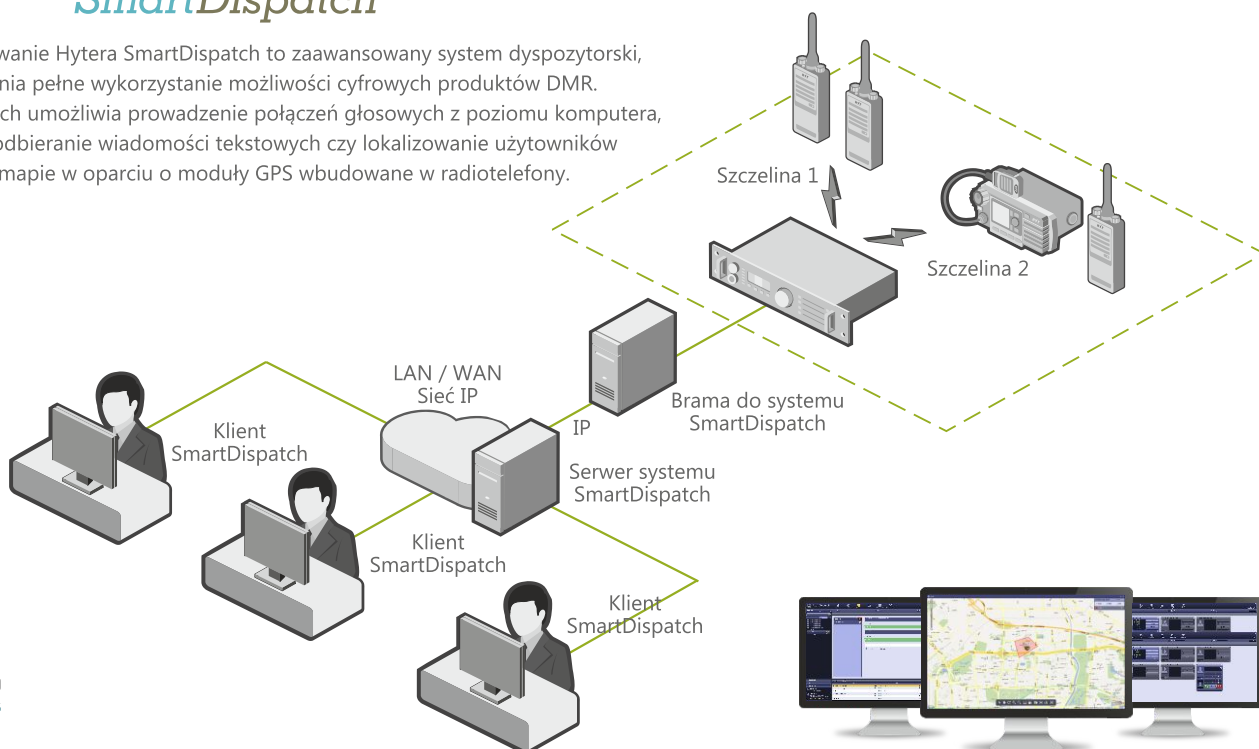 SmartDispatch
wanie Hytera SmartDispatch to zaawansowany system dyspozytorski,
nia pełne wykorzystanie możliwości cyfrowych produktów DMR.
ch umożliwia prowadzenie połączeń głosowych z poziomu komputera,
odbieranie wiadomości tekstowych czy lokalizowanie użytowników
mapie w oparciu o moduły GPS wbudowane w radiotelefony.
Szczelina 1
Szczelina 2
LAN / WAN
Sieć IP
IP
Brama do systemu
SmartDispatch
Serwer systemu
SmartDispatch
Klient
SmartDispatch
Klient
SmartDispatch
Klient
SmartDispatch